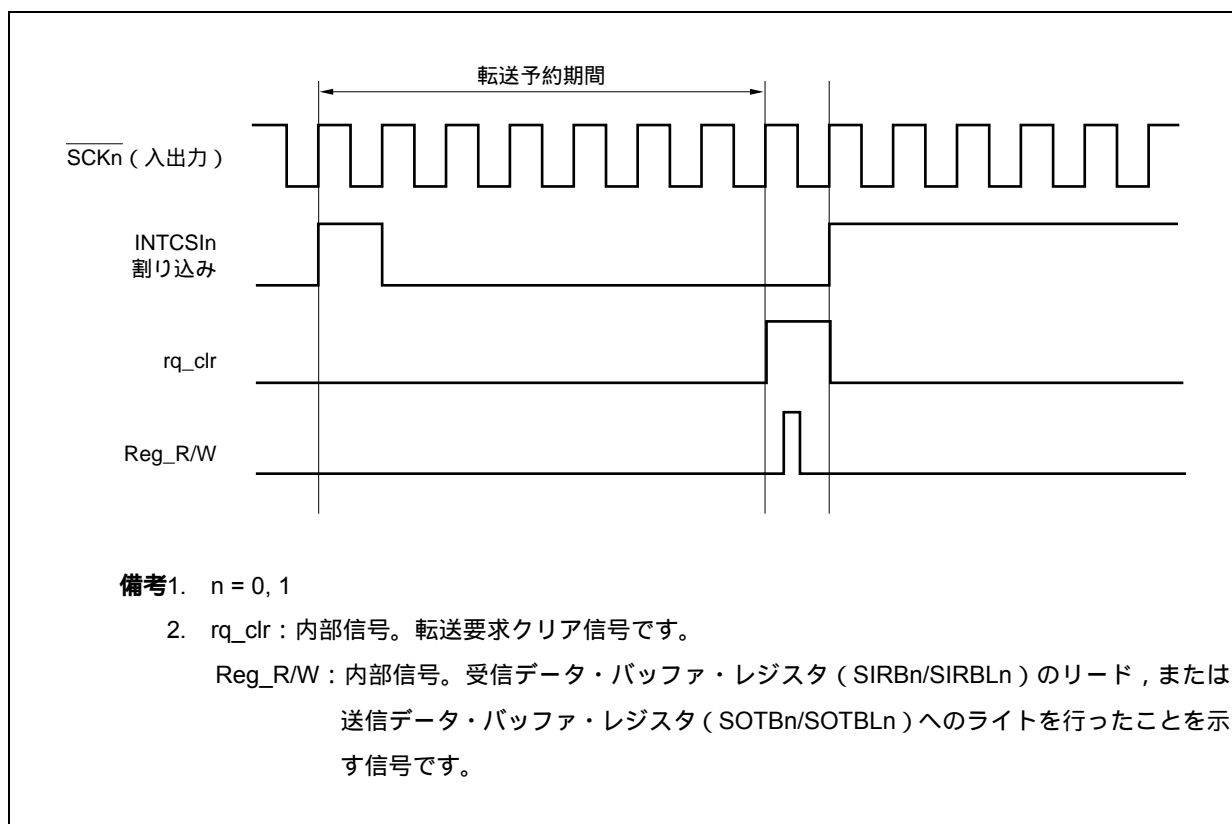 転送予約期間
SCKn（入出力）
INTCSIn
割り込み
rq_clr
Reg_R/W
備考1. n = 0, 1
2. rq_clr：内部信号。転送要求クリア信号です。
Reg_R/W：内部信号。受信データ・バッファ・レジスタ（SIRBn/SIRBLn）のリード，または
送信データ・バッファ・レジスタ（SOTBn/SOTBLn）へのライトを行ったことを示
す信号です。